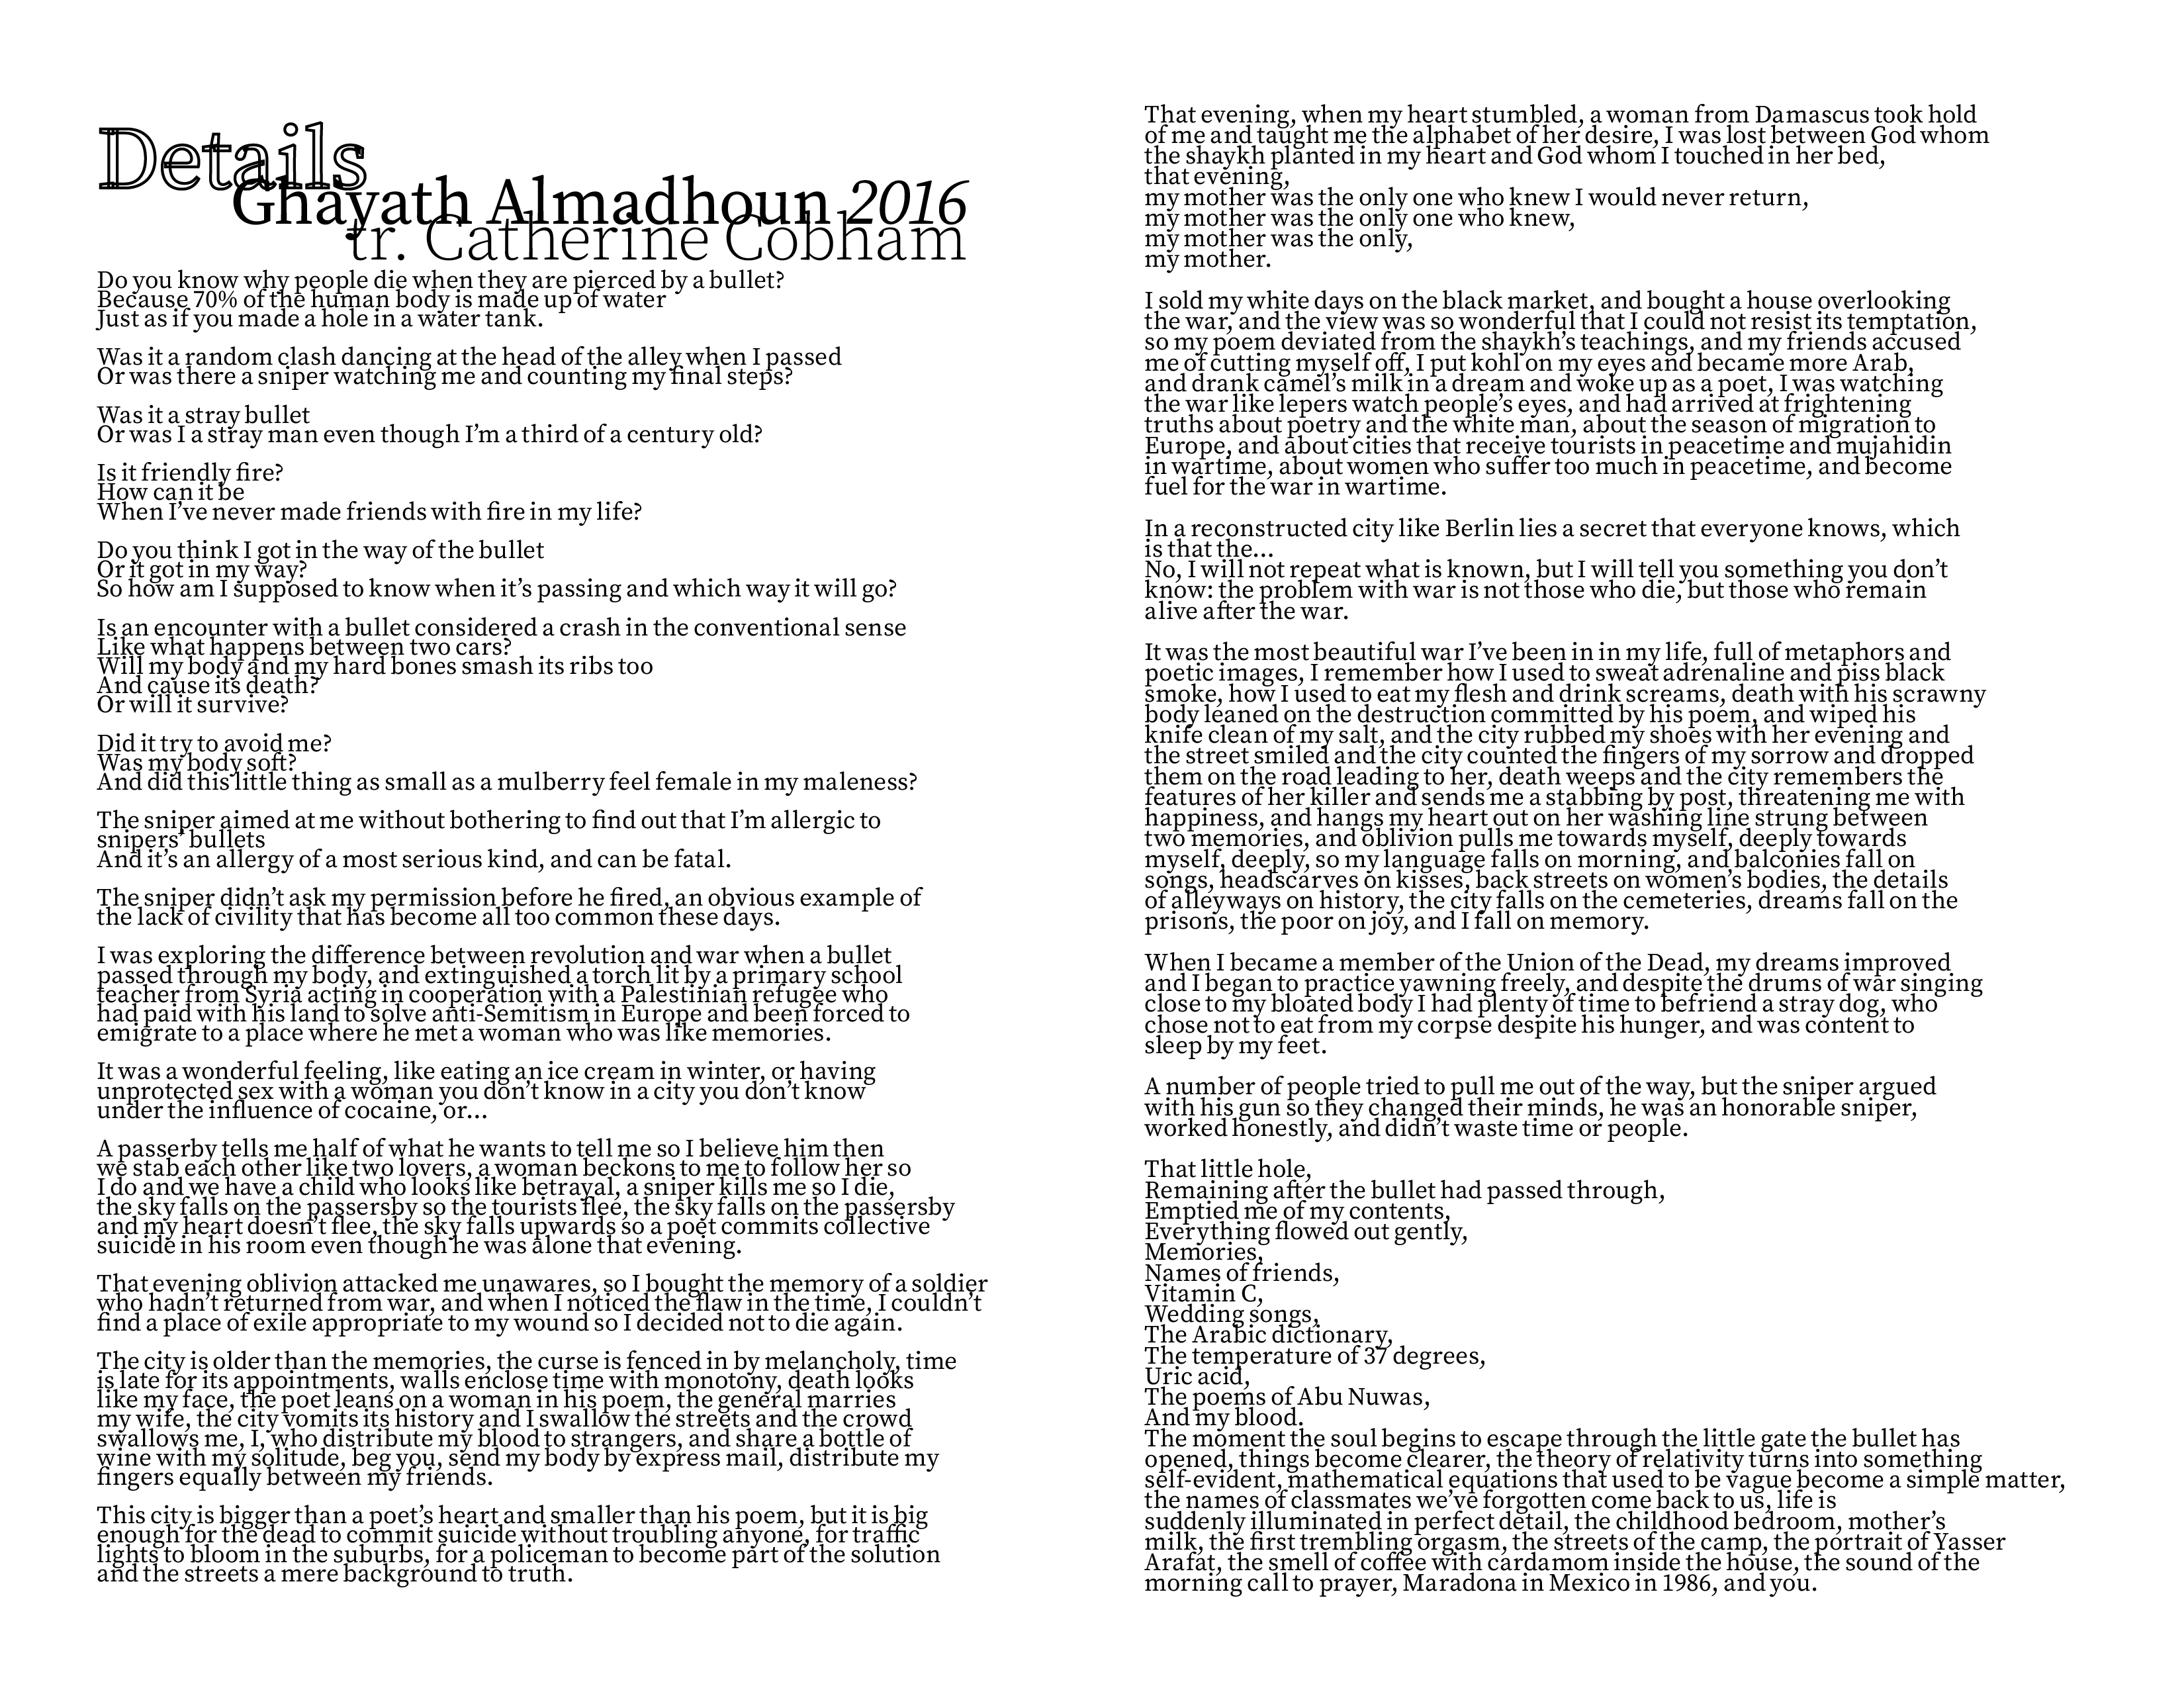 Details
Ghayath Almadhoun 2016
tr. Catherine Cobham
Do you know why people die when they are pierced by a bullet?
Because 70% of the human body is made up of water
Just as if you made a hole in a water tank.
Was it a random clash dancing at the head of the alley when I passed
Or was there a sniper watching me and counting my final steps?
Was it a stray bullet
Or was I a stray man even though I’m a third of a century old?
Is it friendly fire?
How can it be
When I’ve never made friends with fire in my life?
Do you think I got in the way of the bullet
Or it got in my way?
So how am I supposed to know when it’s passing and which way it will go?
Is an encounter with a bullet considered a crash in the conventional sense
Like what happens between two cars?
Will my body and my hard bones smash its ribs too
And cause its death?
Or will it survive?
Did it try to avoid me?
Was my body soft?
And did this little thing as small as a mulberry feel female in my maleness?
The sniper aimed at me without bothering to find out that I’m allergic to
snipers’ bullets
And it’s an allergy of a most serious kind, and can be fatal.
The sniper didn’t ask my permission before he fired, an obvious example of
the lack of civility that has become all too common these days.
I was exploring the difference between revolution and war when a bullet
passed through my body, and extinguished a torch lit by a primary school
teacher from Syria acting in cooperation with a Palestinian refugee who
had paid with his land to solve anti-Semitism in Europe and been forced to
emigrate to a place where he met a woman who was like memories.
It was a wonderful feeling, like eating an ice cream in winter, or having
unprotected sex with a woman you don’t know in a city you don’t know
under the influence of cocaine, or…
A passerby tells me half of what he wants to tell me so I believe him then
we stab each other like two lovers, a woman beckons to me to follow her so
I do and we have a child who looks like betrayal, a sniper kills me so I die,
the sky falls on the passersby so the tourists flee, the sky falls on the passersby
and my heart doesn’t flee, the sky falls upwards so a poet commits collective
suicide in his room even though he was alone that evening.
That evening oblivion attacked me unawares, so I bought the memory of a soldier
who hadn’t returned from war, and when I noticed the flaw in the time, I couldn’t
find a place of exile appropriate to my wound so I decided not to die again.
The city is older than the memories, the curse is fenced in by melancholy, time
is late for its appointments, walls enclose time with monotony, death looks
like my face, the poet leans on a woman in his poem, the general marries
my wife, the city vomits its history and I swallow the streets and the crowd
swallows me, I, who distribute my blood to strangers, and share a bottle of
wine with my solitude, beg you, send my body by express mail, distribute my
fingers equally between my friends.
This city is bigger than a poet’s heart and smaller than his poem, but it is big
enough for the dead to commit suicide without troubling anyone, for traffic
lights to bloom in the suburbs, for a policeman to become part of the solution
and the streets a mere background to truth.
That evening, when my heart stumbled, a woman from Damascus took hold
of me and taught me the alphabet of her desire, I was lost between God whom
the shaykh planted in my heart and God whom I touched in her bed,
that evening,
my mother was the only one who knew I would never return,
my mother was the only one who knew,
my mother was the only,
my mother.
I sold my white days on the black market, and bought a house overlooking
the war, and the view was so wonderful that I could not resist its temptation,
so my poem deviated from the shaykh’s teachings, and my friends accused
me of cutting myself off, I put kohl on my eyes and became more Arab,
and drank camel’s milk in a dream and woke up as a poet, I was watching
the war like lepers watch people’s eyes, and had arrived at frightening
truths about poetry and the white man, about the season of migration to
Europe, and about cities that receive tourists in peacetime and mujahidin
in wartime, about women who suffer too much in peacetime, and become
fuel for the war in wartime.
In a reconstructed city like Berlin lies a secret that everyone knows, which
is that the…
No, I will not repeat what is known, but I will tell you something you don’t
know: the problem with war is not those who die, but those who remain
alive after the war.
It was the most beautiful war I’ve been in in my life, full of metaphors and
poetic images, I remember how I used to sweat adrenaline and piss black
smoke, how I used to eat my flesh and drink screams, death with his scrawny
body leaned on the destruction committed by his poem, and wiped his
knife clean of my salt, and the city rubbed my shoes with her evening and
the street smiled and the city counted the fingers of my sorrow and dropped
them on the road leading to her, death weeps and the city remembers the
features of her killer and sends me a stabbing by post, threatening me with
happiness, and hangs my heart out on her washing line strung between
two memories, and oblivion pulls me towards myself, deeply towards
myself, deeply, so my language falls on morning, and balconies fall on
songs, headscarves on kisses, back streets on women’s bodies, the details
of alleyways on history, the city falls on the cemeteries, dreams fall on the
prisons, the poor on joy, and I fall on memory.
When I became a member of the Union of the Dead, my dreams improved
and I began to practice yawning freely, and despite the drums of war singing
close to my bloated body I had plenty of time to befriend a stray dog, who
chose not to eat from my corpse despite his hunger, and was content to
sleep by my feet.
A number of people tried to pull me out of the way, but the sniper argued
with his gun so they changed their minds, he was an honorable sniper,
worked honestly, and didn’t waste time or people.
That little hole,
Remaining after the bullet had passed through,
Emptied me of my contents,
Everything flowed out gently,
Memories,
Names of friends,
Vitamin C,
Wedding songs,
The Arabic dictionary,
The temperature of 37 degrees,
Uric acid,
The poems of Abu Nuwas,
And my blood.
The moment the soul begins to escape through the little gate the bullet has
opened, things become clearer, the theory of relativity turns into something
self-evident, mathematical equations that used to be vague become a simple matter,
the names of classmates we’ve forgotten come back to us, life is
suddenly illuminated in perfect detail, the childhood bedroom, mother’s
milk, the first trembling orgasm, the streets of the camp, the portrait of Yasser
Arafat, the smell of coffee with cardamom inside the house, the sound of the
morning call to prayer, Maradona in Mexico in 1986, and you.